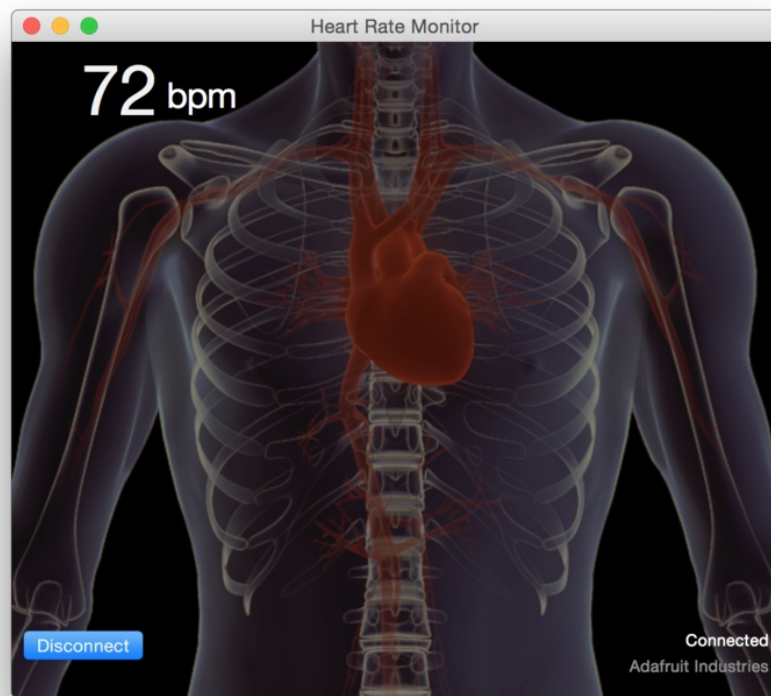 Heart Rate Monitor
72 bpm
Disconnect
Connected
Adafruit Industries